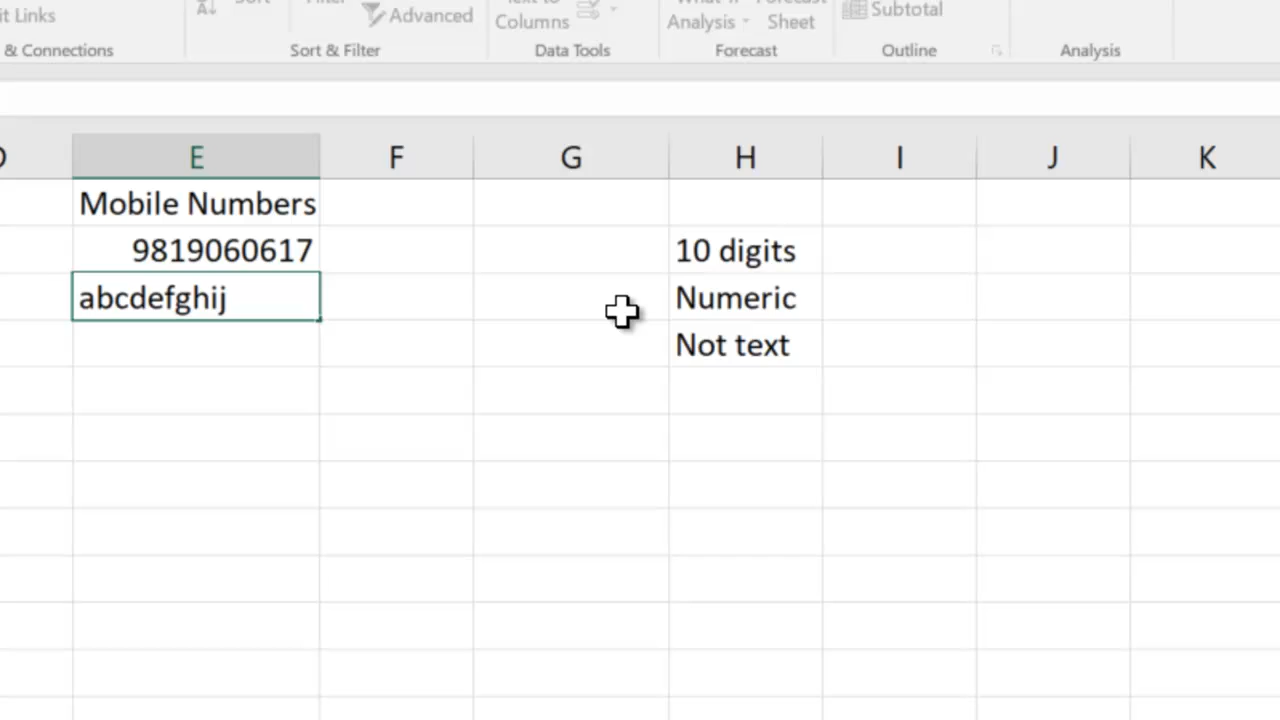 it Links
Advanced
Columns
Analysis
Sheet
Subtotal
& Connections
Sort & Filter
Data Tools
Forecast
Outline
Analysis
E F G H I J K
Mobile Numbers
9819060617 10 digits
abcdefghij Numeric
Not text